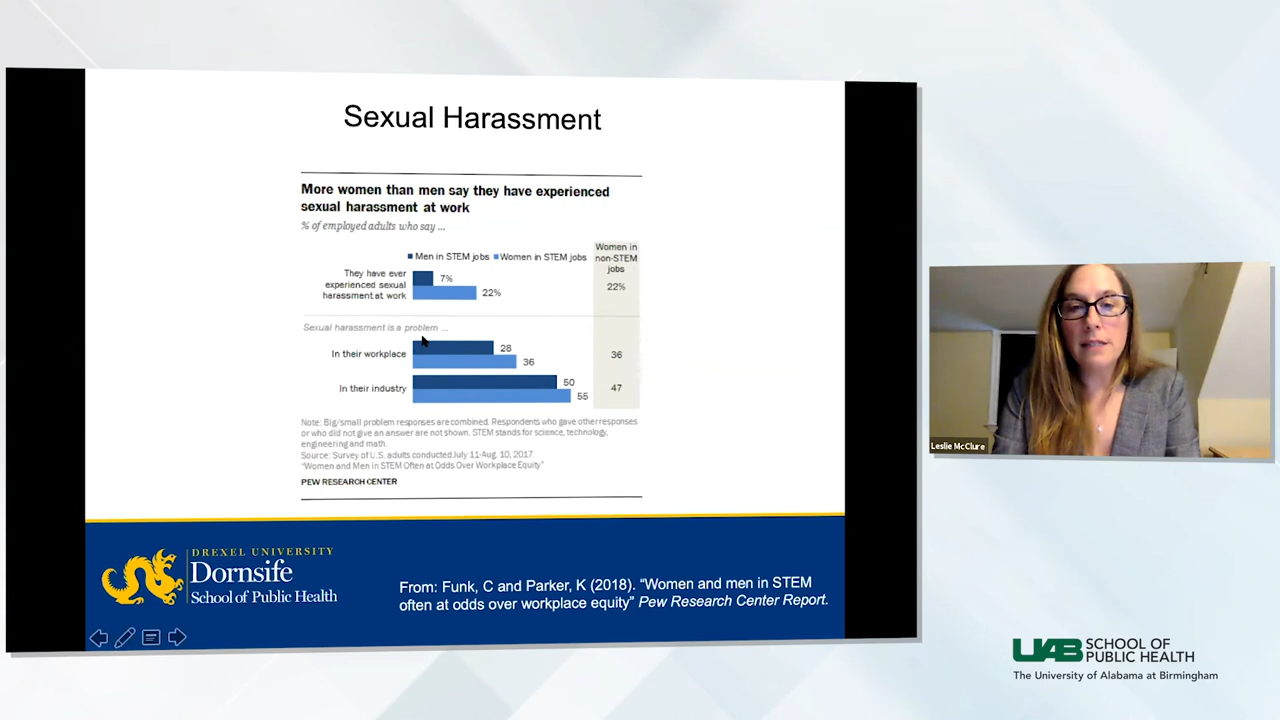 Sexual Harassment
More women than men say they have experienced
sexual harassment at work
% of employed adults who say ...
Men in STEM jobs Women in STEM jobs
Women in
non-STEM
jobs
They have ever
experienced sexual
harassment at work
7%
22%
22%
Sexual harassment is a problem ...
In their workplace
28
36
36
In their industry
50
55
47
Note: Big/small problem responses are combined. Respondents who gave other responses
or who did not give an answer are not shown. STEM stands for science, technology,
engineering and math.
Source: Survey of U.S. adults conducted July 11-Aug. 10, 2017.
"Women and Men in STEM Often at Odds Over Workplace Equity"
PEW RESEARCH CENTER
DREXEL UNIVERSITY
Dornsife
School of Public Health
From: Funk, C and Parker, K (2018). "Women and men in STEM
often at odds over workplace equity" Pew Research Center Report.
Leslie McClure
UAB SCHOOL OF
PUBLIC HEALTH
The University of Alabama at Birmingham